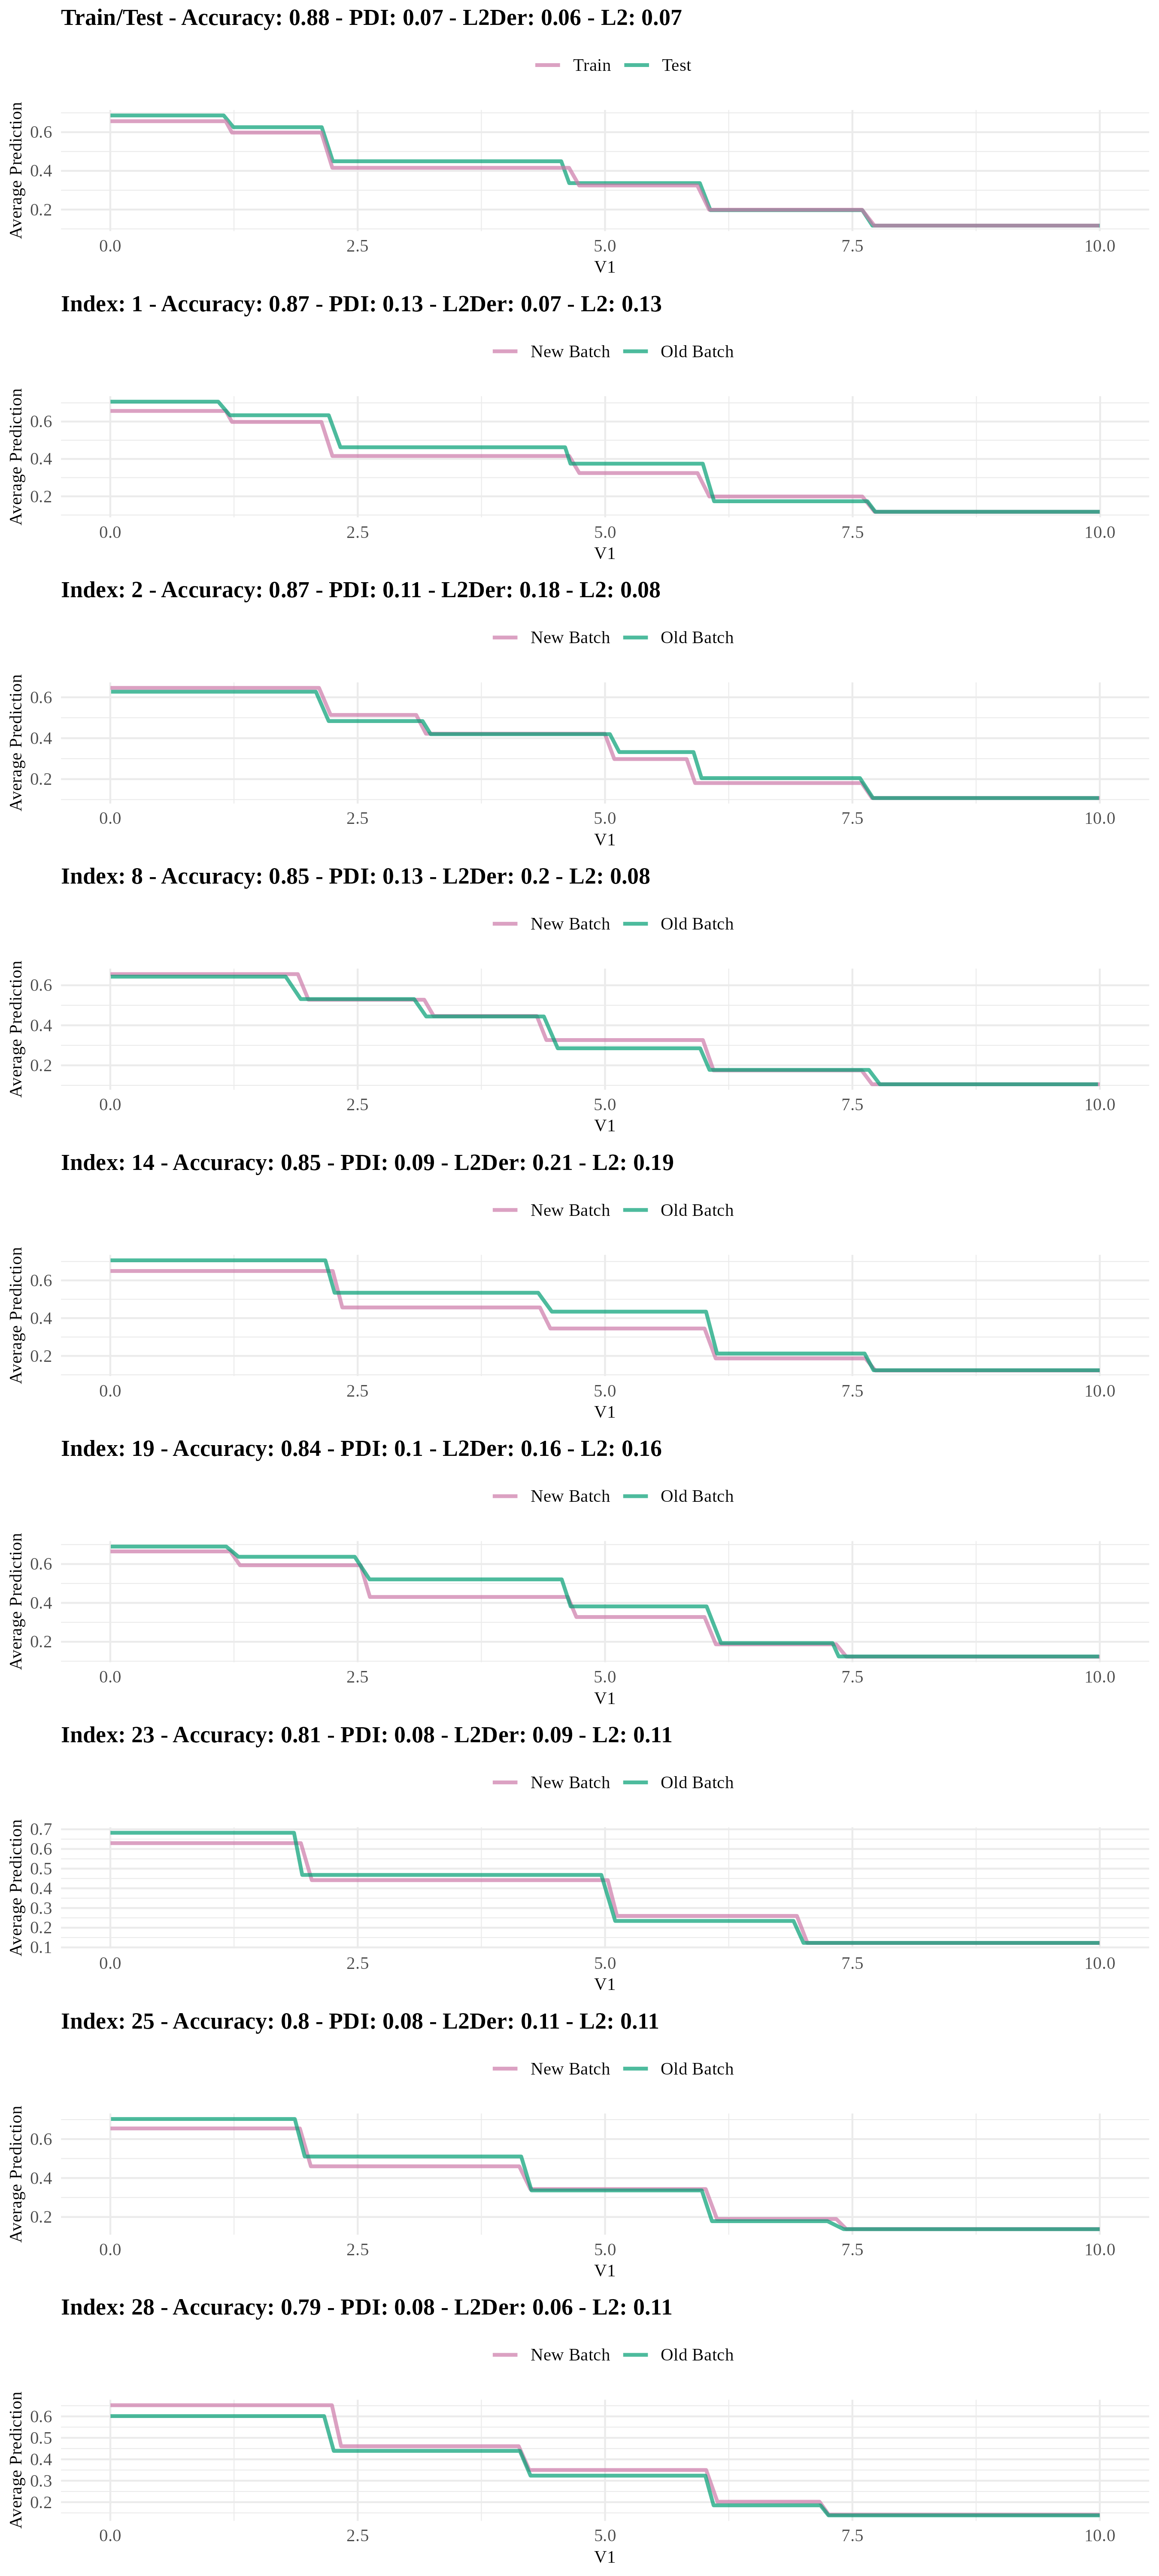 Train/Test - Accuracy: 0.88 - PDI: 0.07 - L2Der: 0.06 - L2: 0.07
Train Test
Average Prediction
0.6
0.4
0.2
0.0 2.5 5.0 7.5 10.0
V1
Index: 1 - Accuracy: 0.87 - PDI: 0.13 - L2Der: 0.07 - L2: 0.13
New Batch Old Batch
Average Prediction
0.6
0.4
0.2
0.0 2.5 5.0 7.5 10.0
V1
Index: 2 - Accuracy: 0.87 - PDI: 0.11 - L2Der: 0.18 - L2: 0.08
New Batch Old Batch
Average Prediction
0.6
0.4
0.2
0.0 2.5 5.0 7.5 10.0
V1
Index: 8 - Accuracy: 0.85 - PDI: 0.13 - L2Der: 0.2 - L2: 0.08
New Batch Old Batch
Average Prediction
0.6
0.4
0.2
0.0 2.5 5.0 7.5 10.0
V1
Index: 14 - Accuracy: 0.85 - PDI: 0.09 - L2Der: 0.21 - L2: 0.19
New Batch Old Batch
Average Prediction
0.6
0.4
0.2
0.0 2.5 5.0 7.5 10.0
V1
Index: 19 - Accuracy: 0.84 - PDI: 0.1 - L2Der: 0.16 - L2: 0.16
New Batch Old Batch
Average Prediction
0.6
0.4
0.2
0.0 2.5 5.0 7.5 10.0
V1
Index: 23 - Accuracy: 0.81 - PDI: 0.08 - L2Der: 0.09 - L2: 0.11
New Batch Old Batch
Average Prediction
0.7
0.6
0.5
0.4
0.3
0.2
0.1
0.0 2.5 5.0 7.5 10.0
V1
Index: 25 - Accuracy: 0.8 - PDI: 0.08 - L2Der: 0.11 - L2: 0.11
New Batch Old Batch
Average Prediction
0.6
0.4
0.2
0.0 2.5 5.0 7.5 10.0
V1
Index: 28 - Accuracy: 0.79 - PDI: 0.08 - L2Der: 0.06 - L2: 0.11
New Batch Old Batch
Average Prediction
0.6
0.5
0.4
0.3
0.2
0.0 2.5 5.0 7.5 10.0
V1